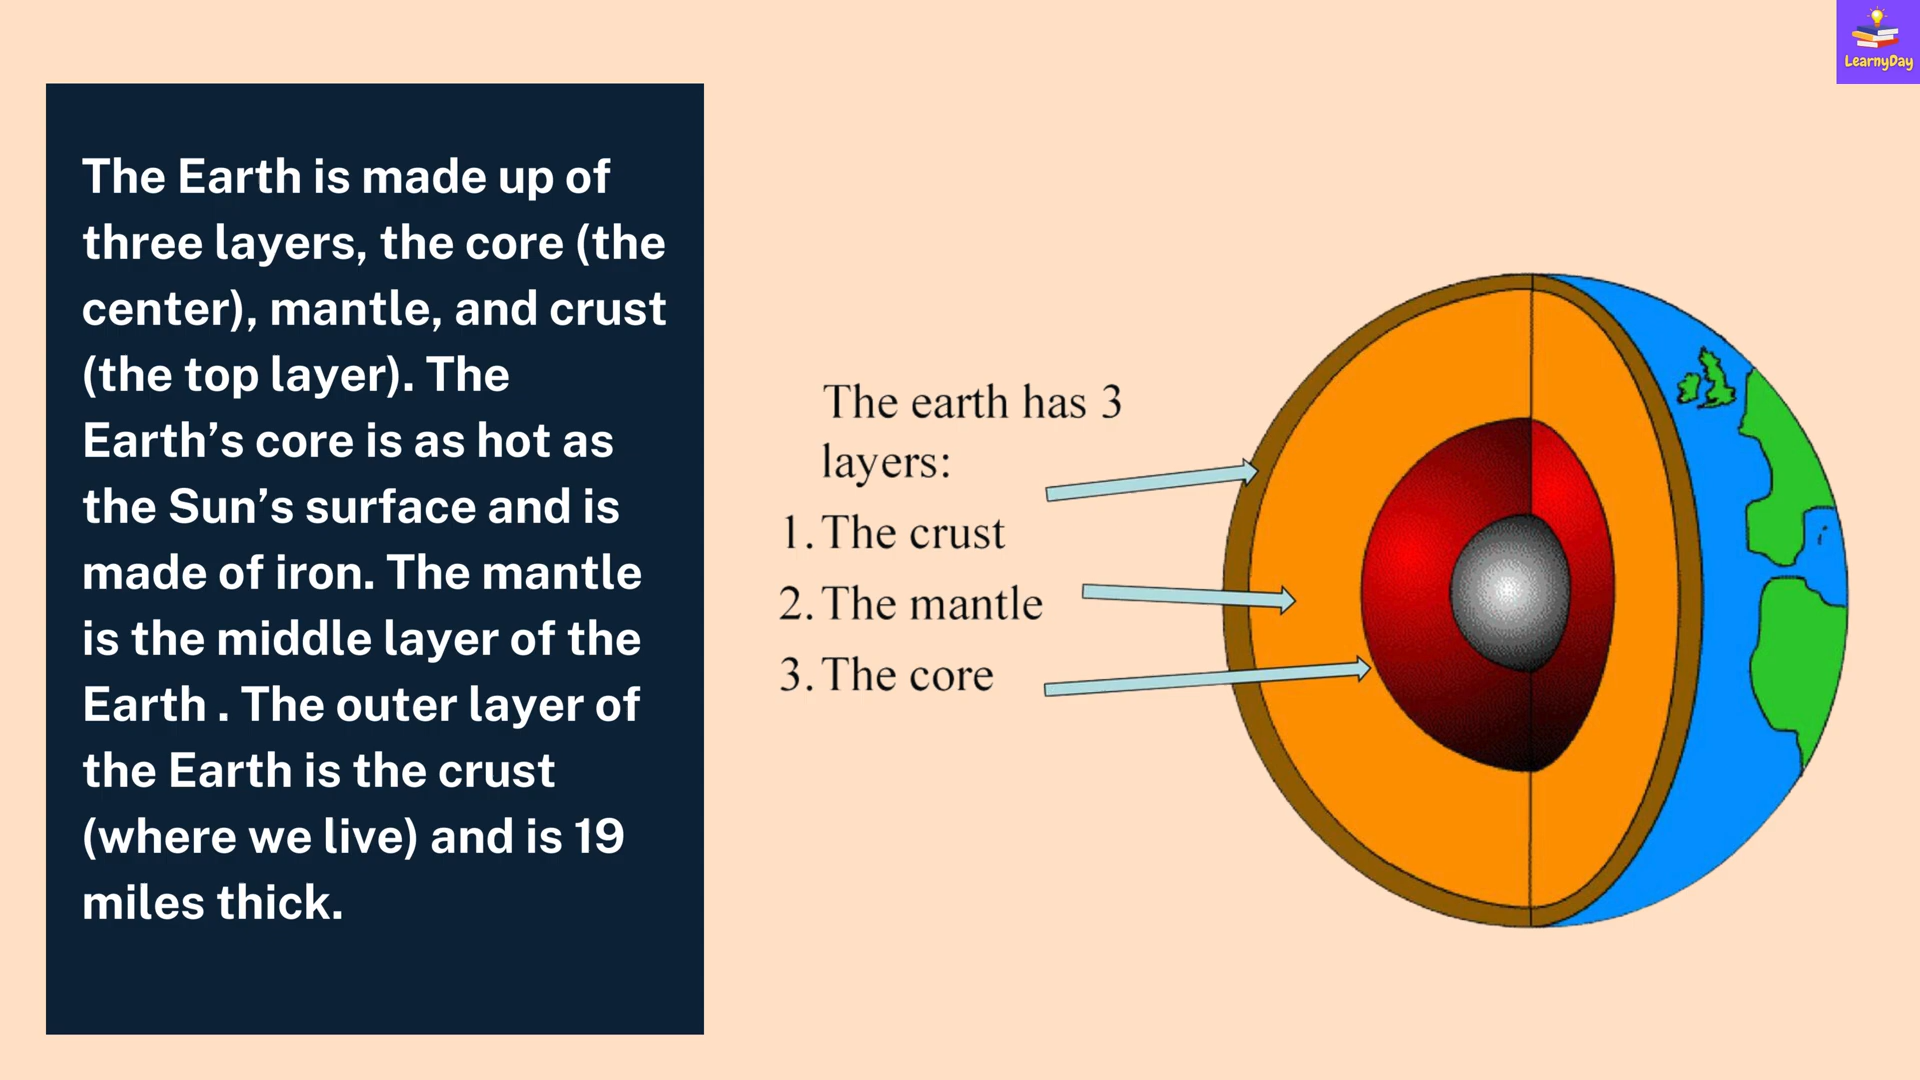 LearnyDay
The Earth is made up of
three layers, the core (the
center), mantle, and crust
(the top layer). The
Earth’s core is as hot as
the Sun’s surface and is
made of iron. The mantle
is the middle layer of the
Earth . The outer layer of
the Earth is the crust
(where we live) and is 19
miles thick.
The earth has 3
layers:
1. The crust
2. The mantle
3. The core